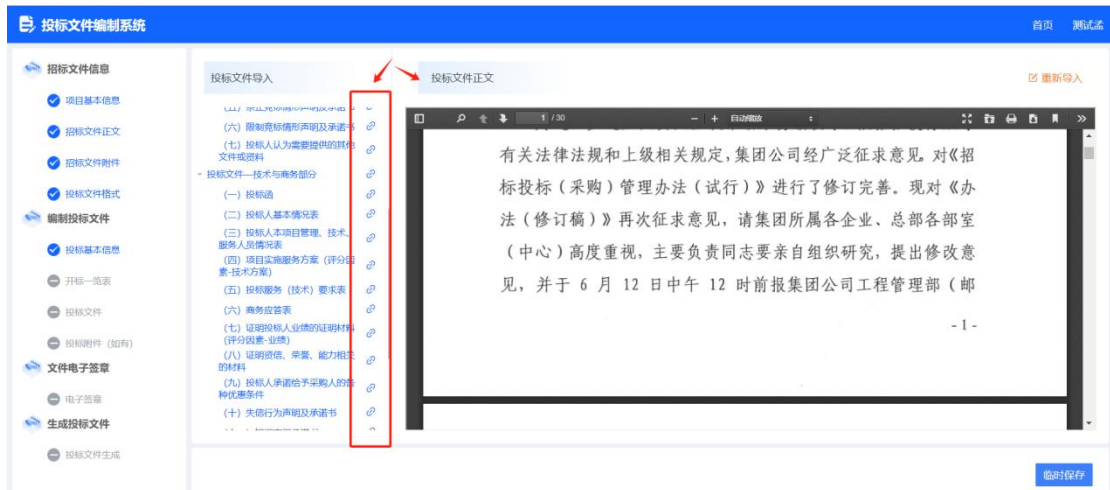 投标文件编制系统
首页 测试孟
招标文件信息
项目基本信息
招标文件正文
招标文件附件
投标文件格式
编制投标文件
投标基本信息
开标一览表
投标文件
投标附件（如有）
文件电子签章
电子签章
生成投标文件
投标文件生成
投标文件导入
（六）限制竞标情形声明及承诺书
（七）投标人认为需要提供的其他
文件或资料
投标文件—技术与商务部分
（一）投标函
（二）投标人基本情况表
（三）投标人本项目管理、技术、
服务人员情况表
（四）项目实施服务方案（评分因
素-技术方案）
（五）投标服务（技术）要求表
（六）商务应答表
（七）证明投标人业绩的证明材料
（评分因素-业绩）
（八）证明资信、荣誉、能力相关
的材料
（九）投标人承诺给予采购人的各
种优惠条件
（十）失信行为声明及承诺书
投标文件正文
重新导入
1 / 30
自动缩放
有关法律法规和上级相关规定，集团公司经广泛征求意见。对《招
标投标（采购）管理办法（试行）》进行了修订完善。现对《办
法（修订稿）》再次征求意见，请集团所属各企业、总部各部室
（中心）高度重视，主要负责同志要亲自组织研究，提出修改意
见，并于 6 月 12 日中午 12 时前报集团公司工程管理部（邮
- 1 -
临时保存